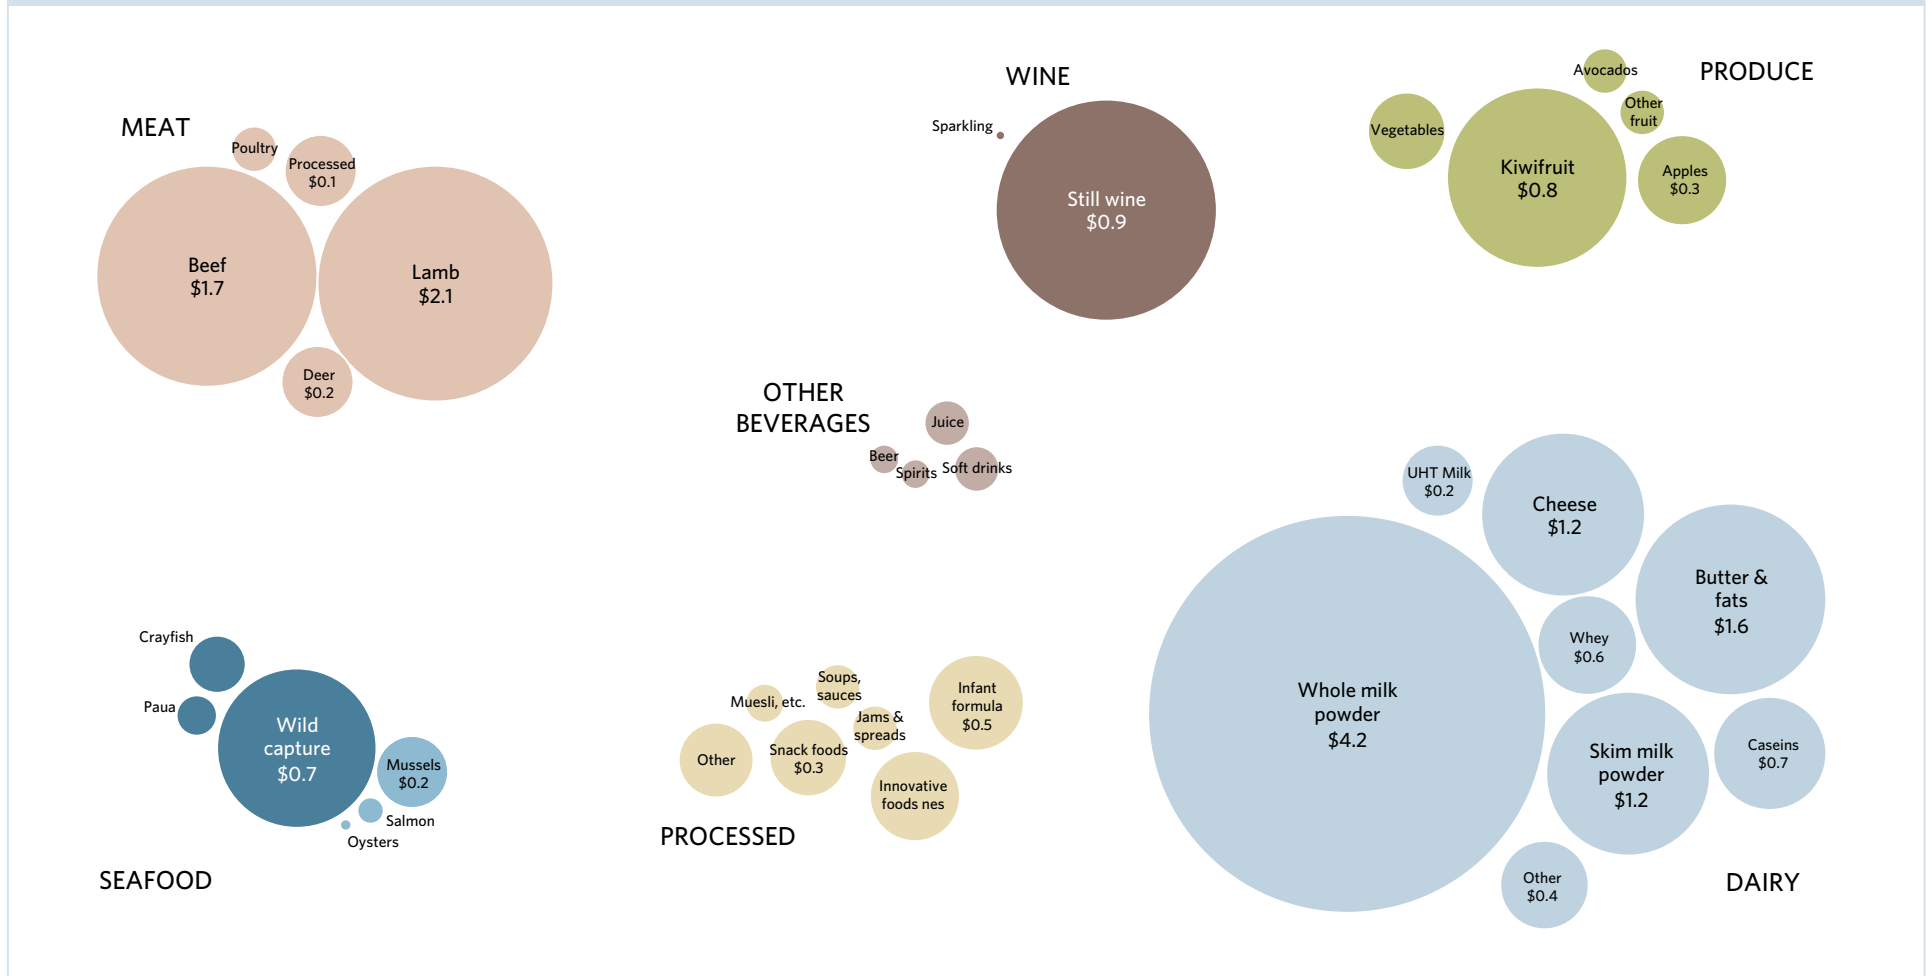 MEAT
Poultry
Processed
$0.1
Beef
$1.7
Lamb
$2.1
Deer
$0.2
WINE
Sparkling
Still wine
$0.9
PRODUCE
Avocados
Other
fruit
Vegetables
Kiwifruit
$0.8
Apples
$0.3
OTHER
BEVERAGES
Juice
Beer
Spirits
Soft drinks
SEAFOOD
Crayfish
Paua
Wild
capture
$0.7
Mussels
$0.2
Salmon
Oysters
PROCESSED
Soups,
sauces
Muesli, etc.
Jams &
spreads
Infant
formula
$0.5
Other
Snack foods
$0.3
Innovative
foods nes
DAIRY
UHT Milk
$0.2
Cheese
$1.2
Butter &
fats
$1.6
Whey
$0.6
Whole milk
powder
$4.2
Skim milk
powder
$1.2
Caseins
$0.7
Other
$0.4